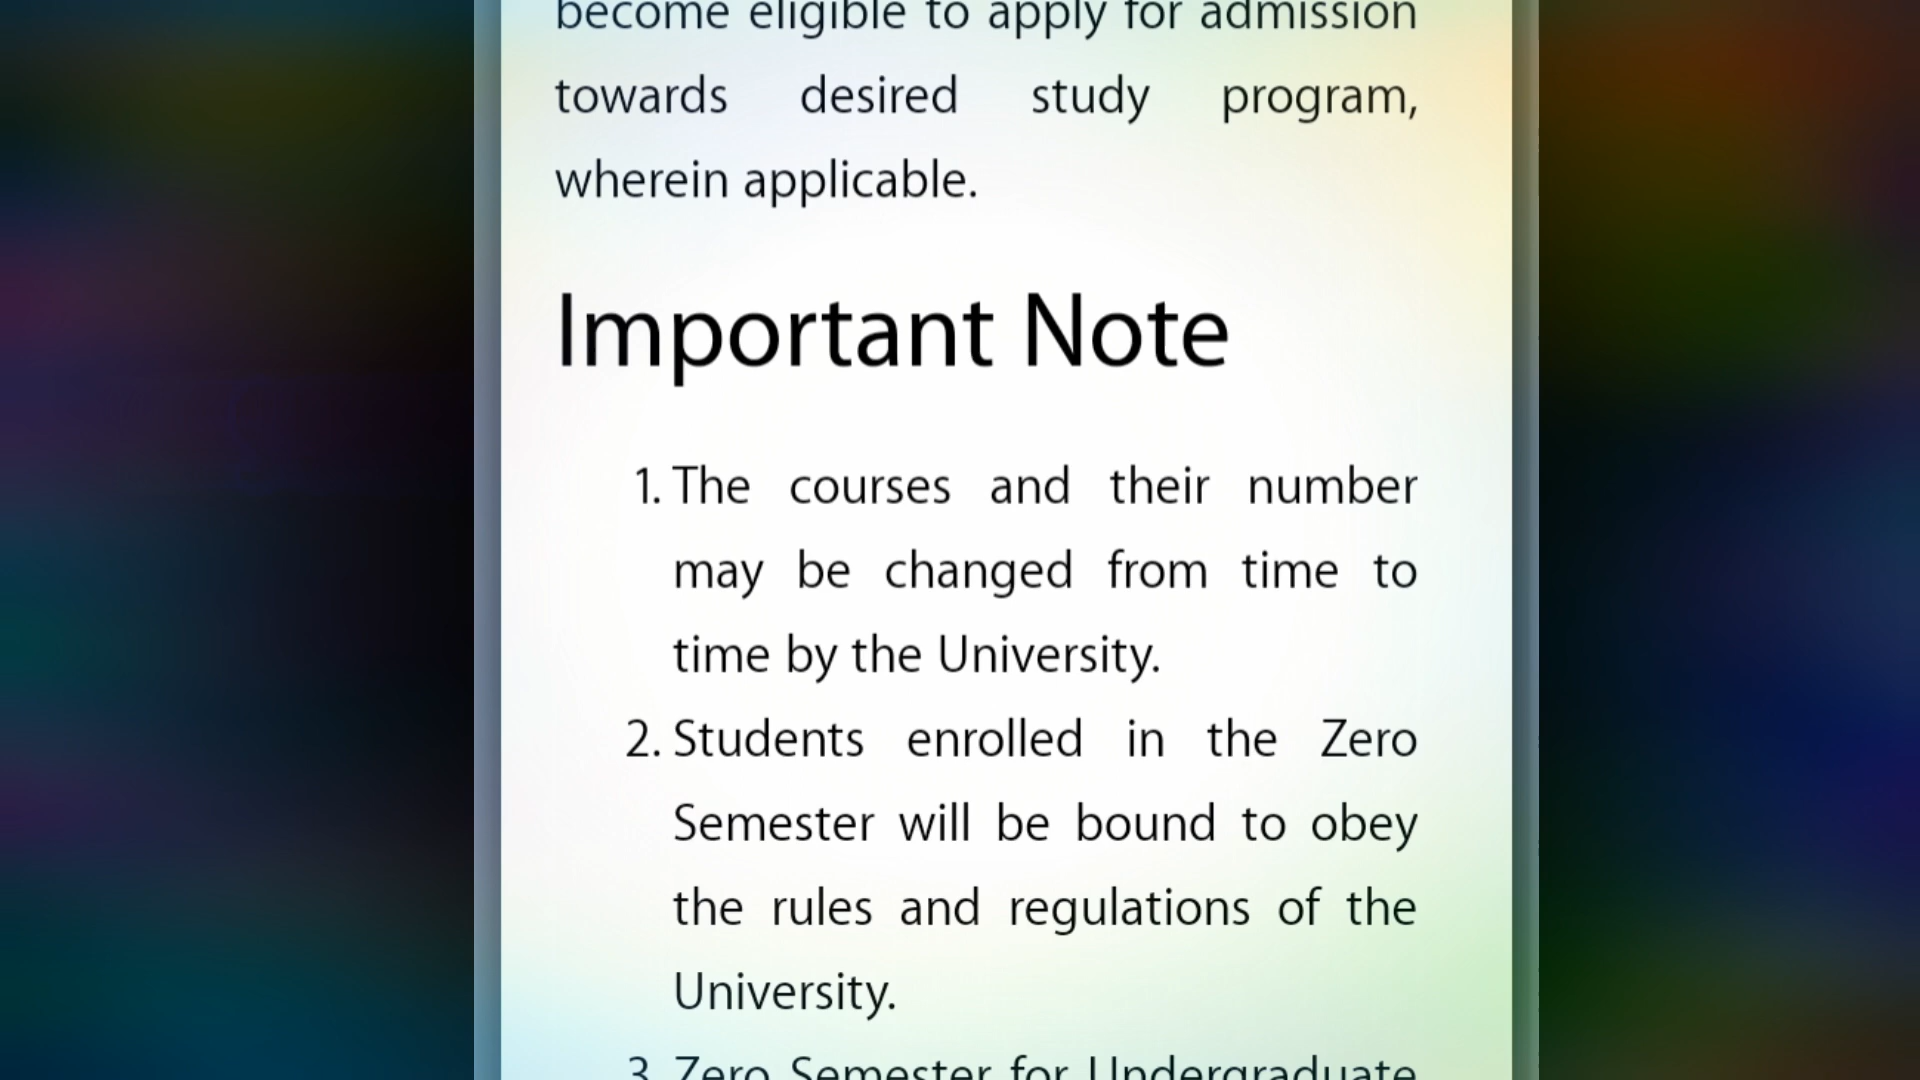 become eligible to apply for admission
towards desired study program,
wherein applicable.
Important Note
1. The courses and their number
may be changed from time to
time by the University.
2. Students enrolled in the Zero
Semester will be bound to obey
the rules and regulations of the
University.
3. Zero Semester for Undergraduate